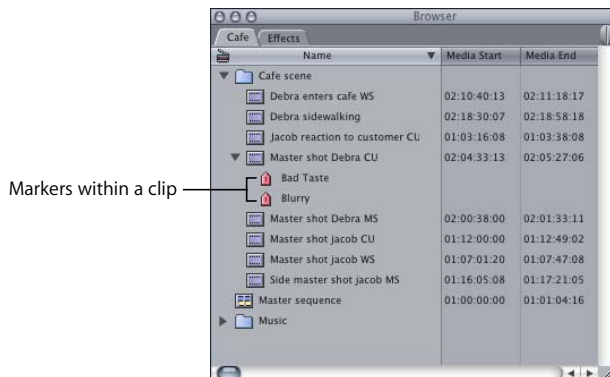 Browser
Cafe Effects
Name Media Start Media End
Cafe scene
Debra enters cafe WS 02:10:40:13 02:11:18:17
Debra sidewalking 02:18:30:07 02:18:58:18
Jacob reaction to customer CU 01:03:16:08 01:03:38:08
Master shot Debra CU 02:04:33:13 02:05:27:06
Markers within a clip
Bad Taste
Blurry
Master shot Debra MS 02:00:38:00 02:01:33:11
Master shot jacob CU 01:12:00:00 01:12:49:02
Master shot jacob WS 01:07:01:20 01:07:47:08
Side master shot jacob MS 01:16:05:08 01:17:21:05
Master sequence 01:00:00:00 01:01:04:16
Music